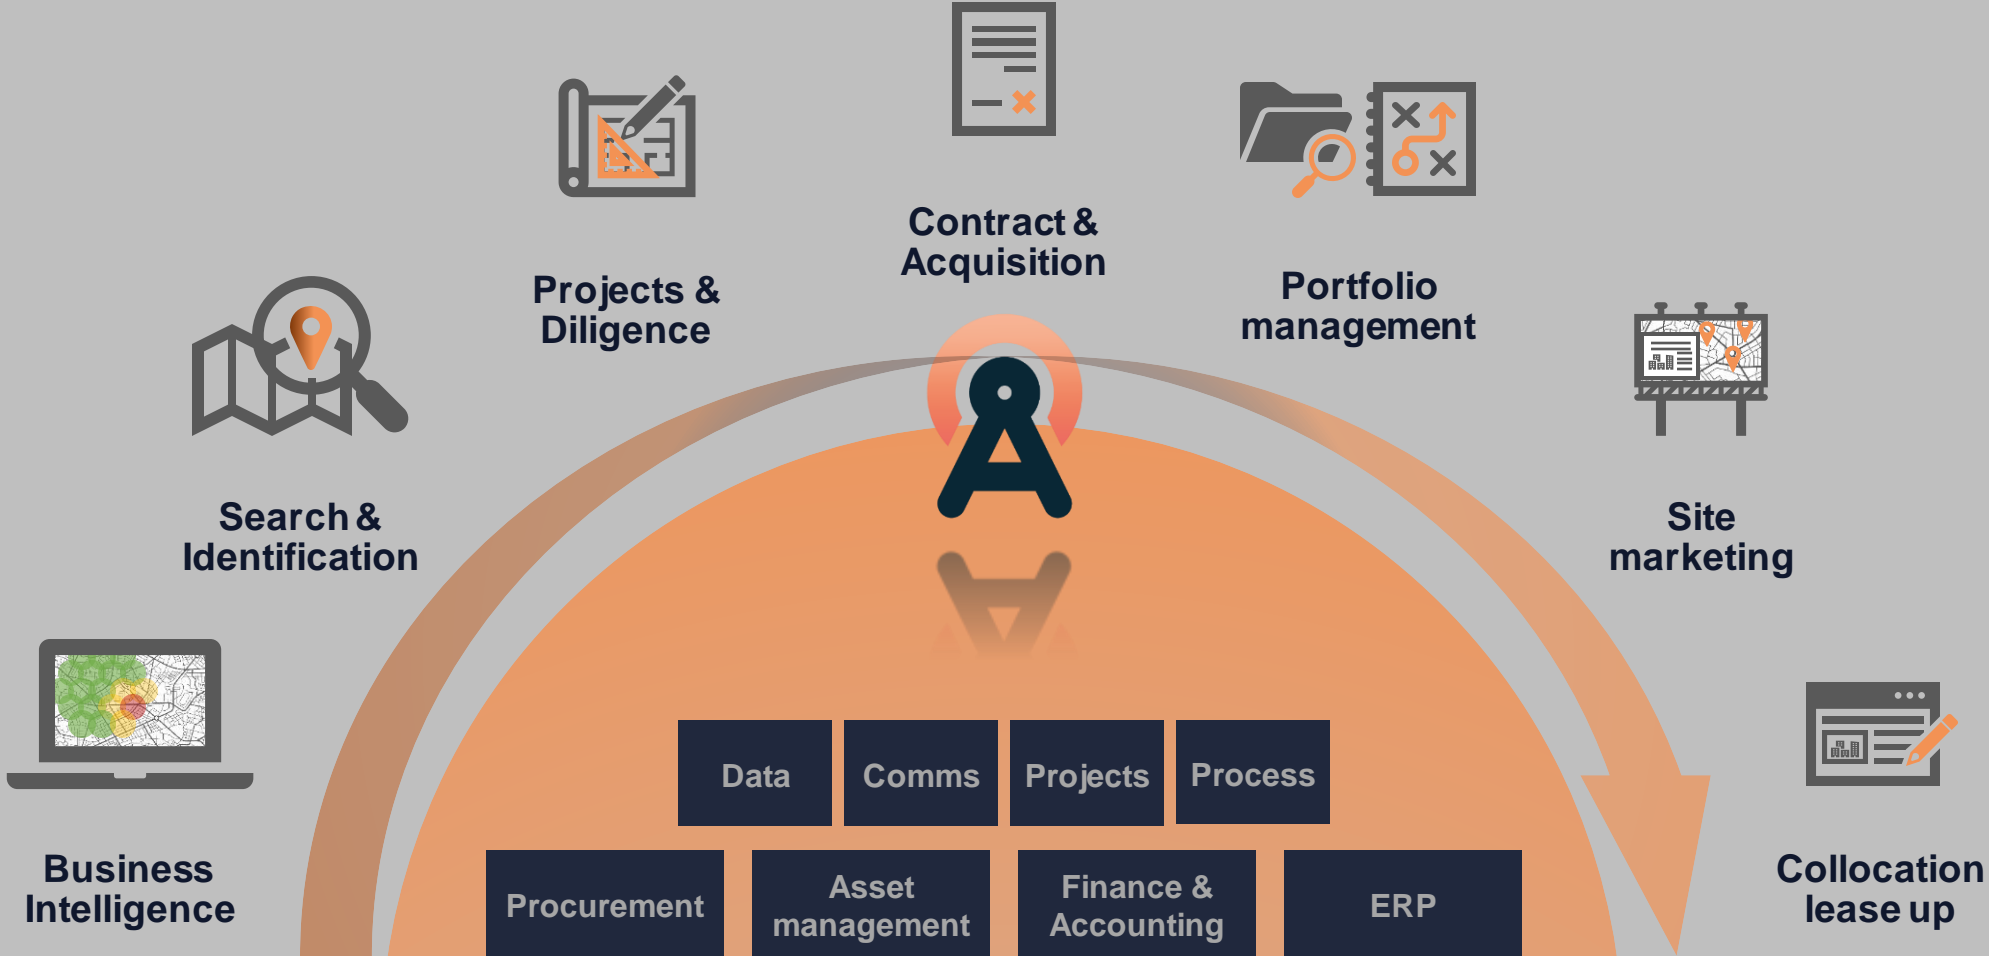 Contract &
Acquisition
Projects &
Diligence
Portfolio
management
Search &
Identification
Site
marketing
Business
Intelligence
Collocation
lease up
Data
Comms
Projects
Process
Procurement
Asset
management
Finance &
Accounting
ERP